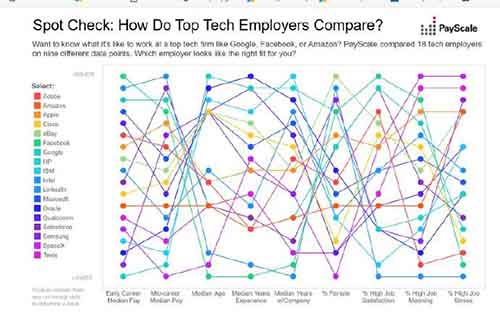 Spot Check: How Do Top Tech Employers Compare?
PayScale
Want to know what it's like to work at a top tech firm like Google, Facebook, or Amazon? PayScale compared 18 tech employers
on nine different data points. Which employer looks like the right fit for you?
HIGHER
Select:
Adobe
Amazon
Apple
Cisco
eBay
Facebook
Google
HP
IBM
Intel
LinkedIn
Microsoft
Oracle
Qualcomm
Salesforce
Samsung
SpaceX
Tesla
LOWER
Early Career Median Pay
Mid-career Median Pay
Median Age
Median Years Experience
Median Years w/Company
% Female
% High Job Satisfaction
% High Job Meaning
% High Job Stress